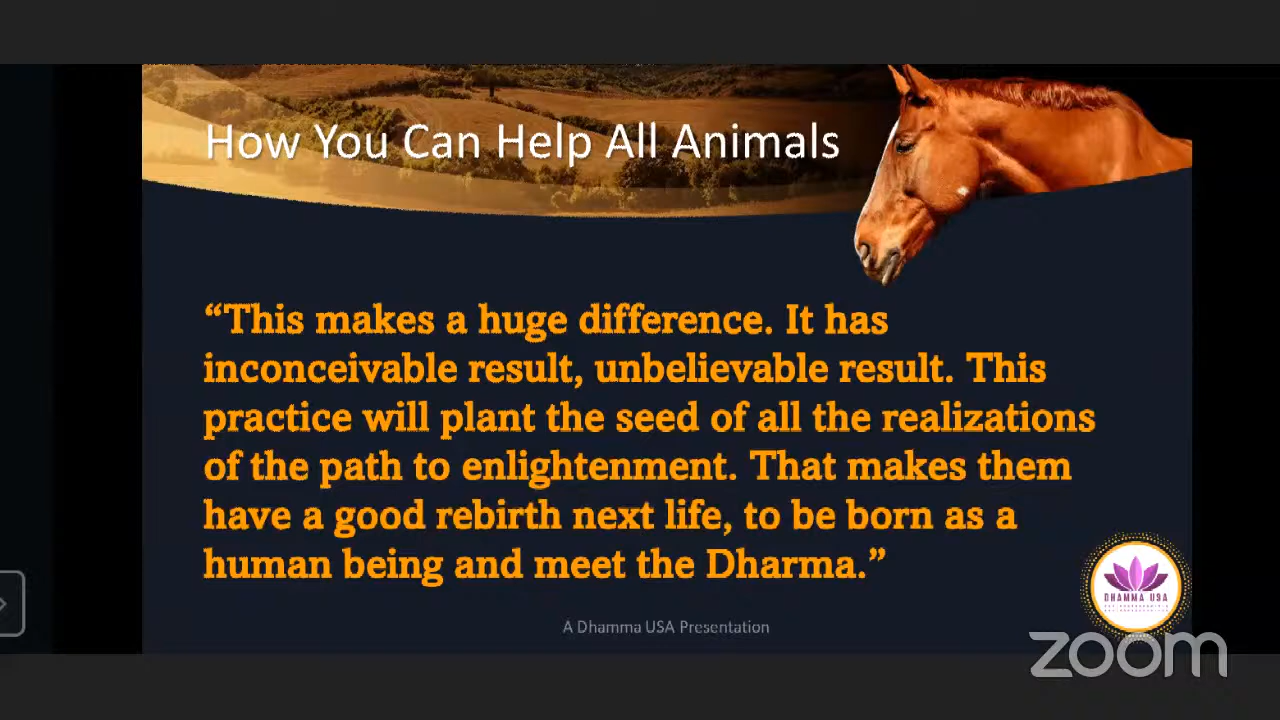 How You Can Help All Animals
“This makes a huge difference. It has
inconceivable result, unbelievable result. This
practice will plant the seed of all the realizations
of the path to enlightenment. That makes them
have a good rebirth next life, to be born as a
human being and meet the Dharma.”
DHAMMA USA
A Dhamma USA Presentation
zoom